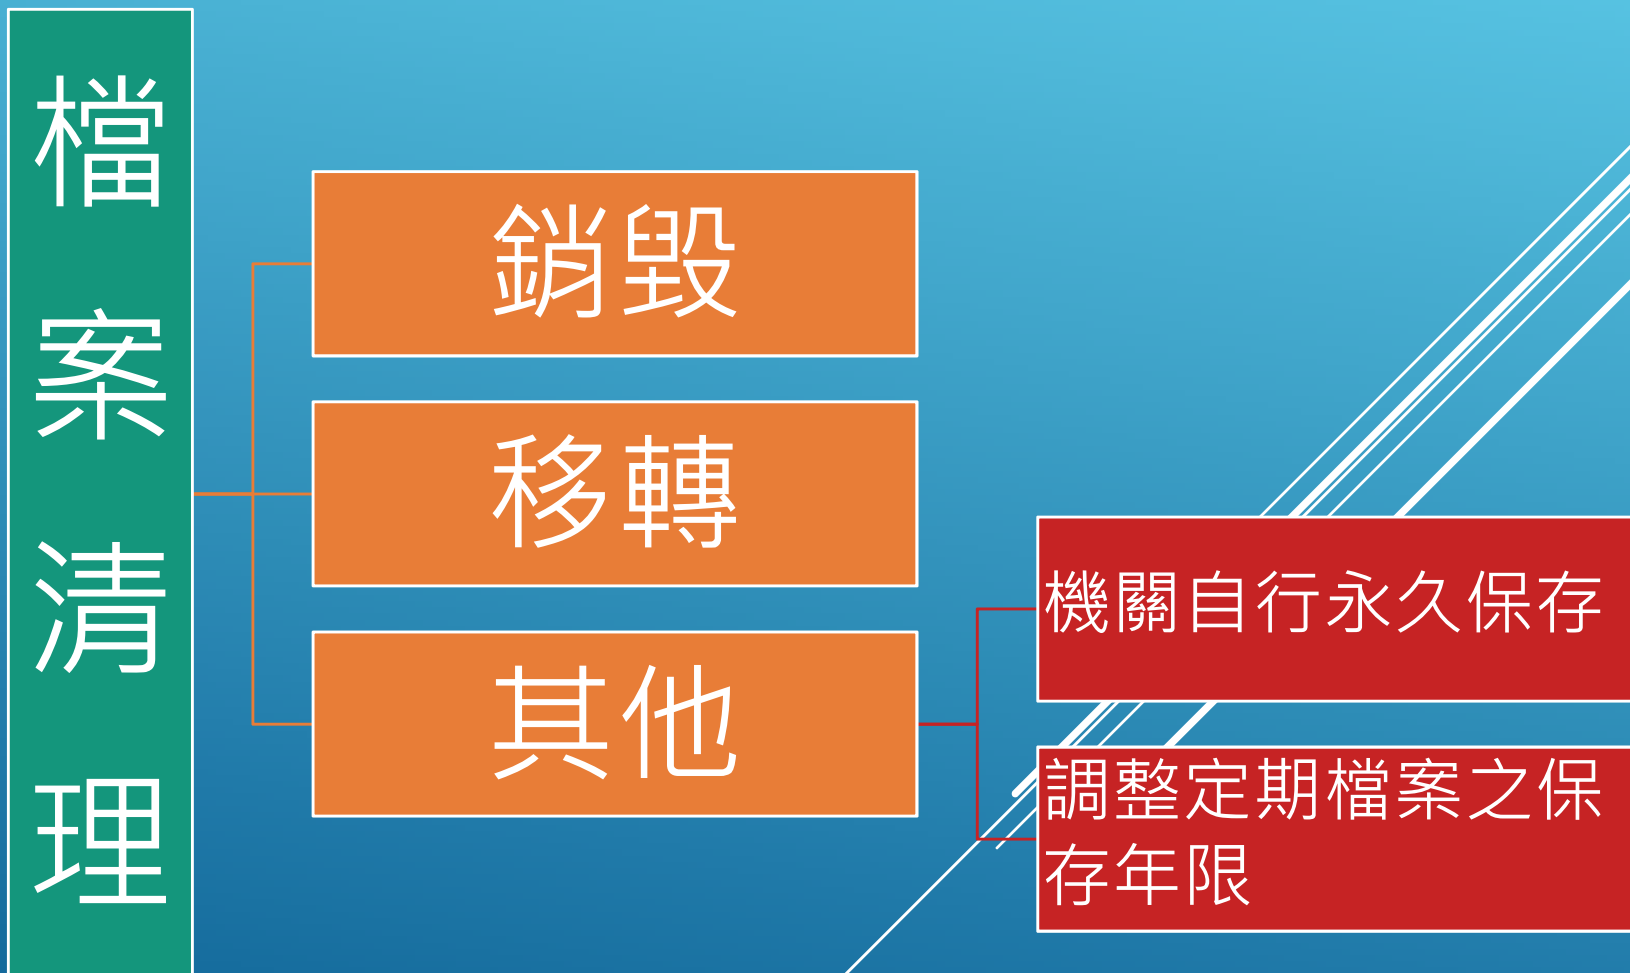 檔案清理
銷毀
移轉
其他
機關自行永久保存
調整定期檔案之保
存年限